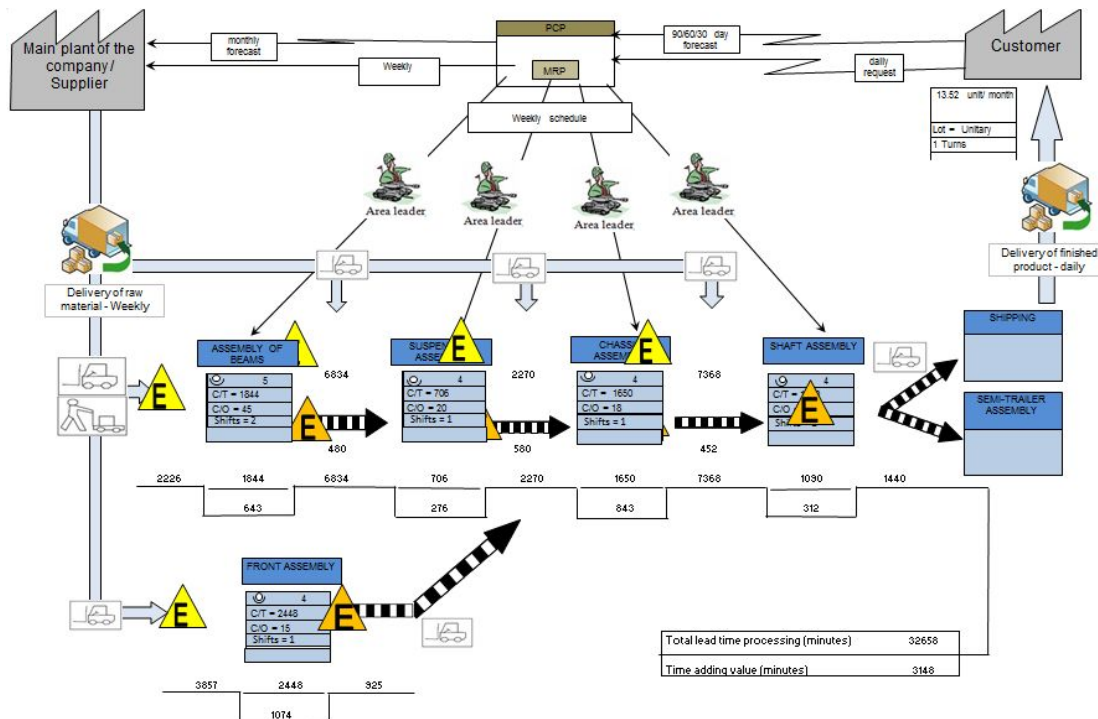 Main plant of the
company /
Supplier
monthly
forecast
Weekly
PCP
MRP
90/60/30 day
forecast
daily
request
Customer
13.52 unit/ month
Lot = Unitary
1 Turns
Weekly schedule
Area leader
Area leader
Area leader
Area leader
Delivery of raw
material - Weekly
Delivery of finished
product - daily
ASSEMBLY OF
BEAMS
5
C/T = 1844
C/O = 45
Shifts = 2
E
E
6834
480
4
C/T = 706
C/O = 20
Shifts = 1
E
2270
580
4
C/T = 1650
C/O = 18
Shifts = 1
E
7368
452
SHAFT ASSEMBLY
4
E
SHIPPING
SEMI-TRAILER
ASSEMBLY
2226 1844 6834 706 2270 1650 7368 1090 1440
643 276 843 312
FRONT ASSEMBLY
E
4
C/T = 2448
C/O = 15
Shifts = 1
E
3857 2448 925
1074
Total lead time processing (minutes) 32658
Time adding value (minutes) 3148